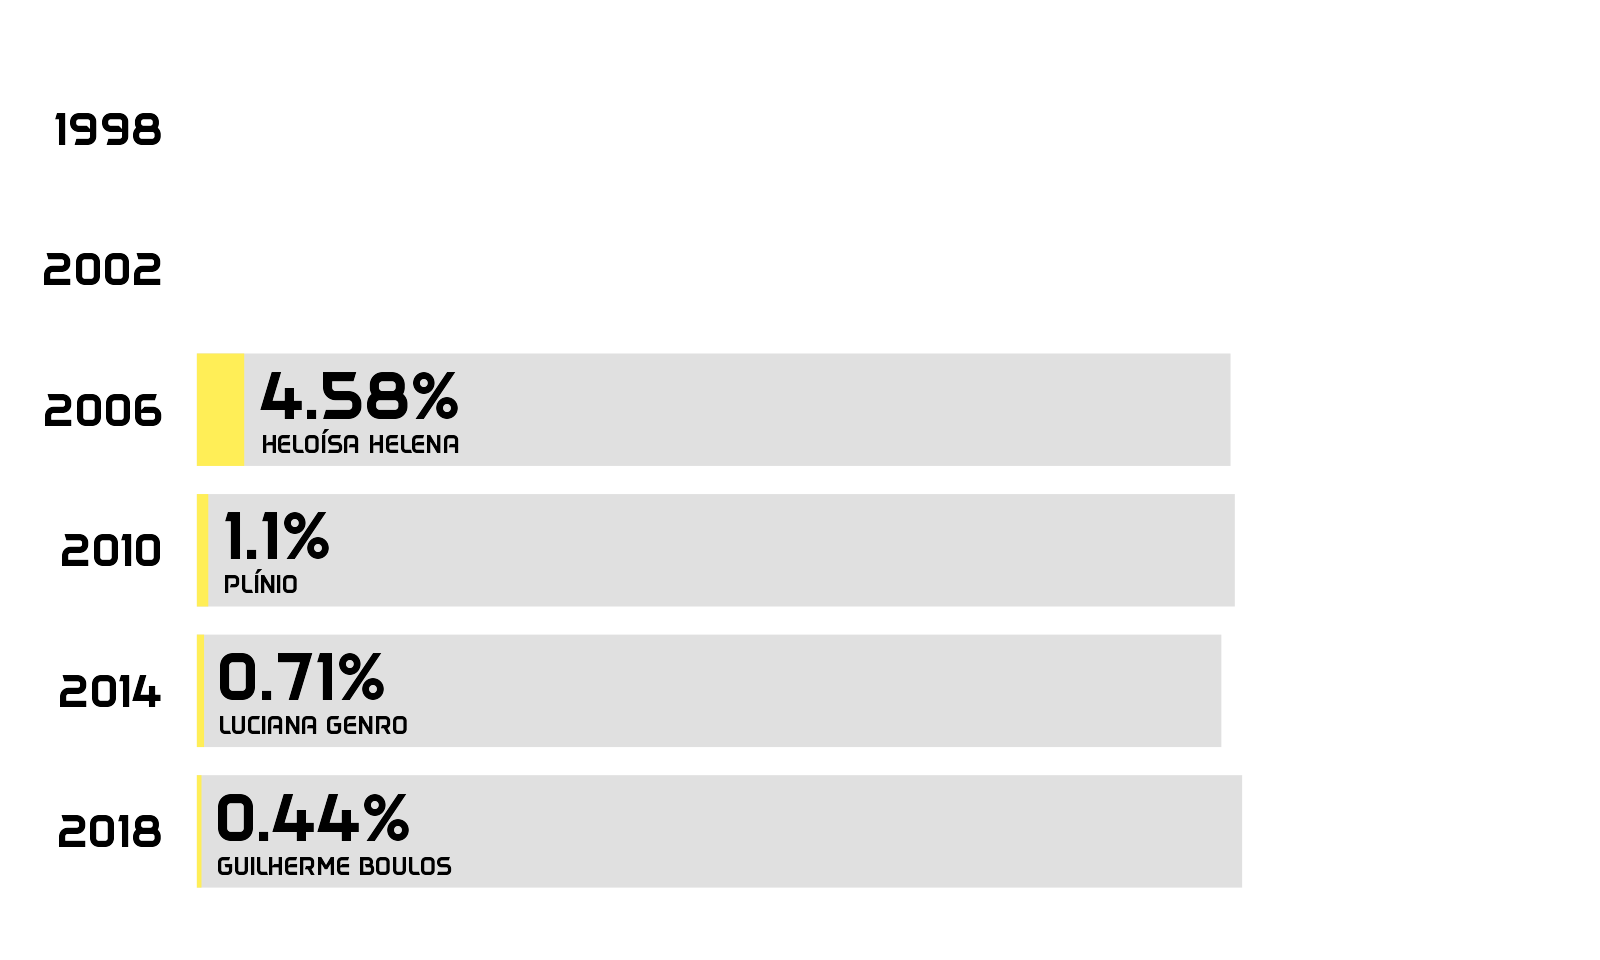 1998
2002
2006
4.58%
HELOÍSA HELENA
2010
1.1%
PLÍNIO
2014
0.71%
LUCIANA GENRO
2018
0.44%
GUILHERME BOULOS